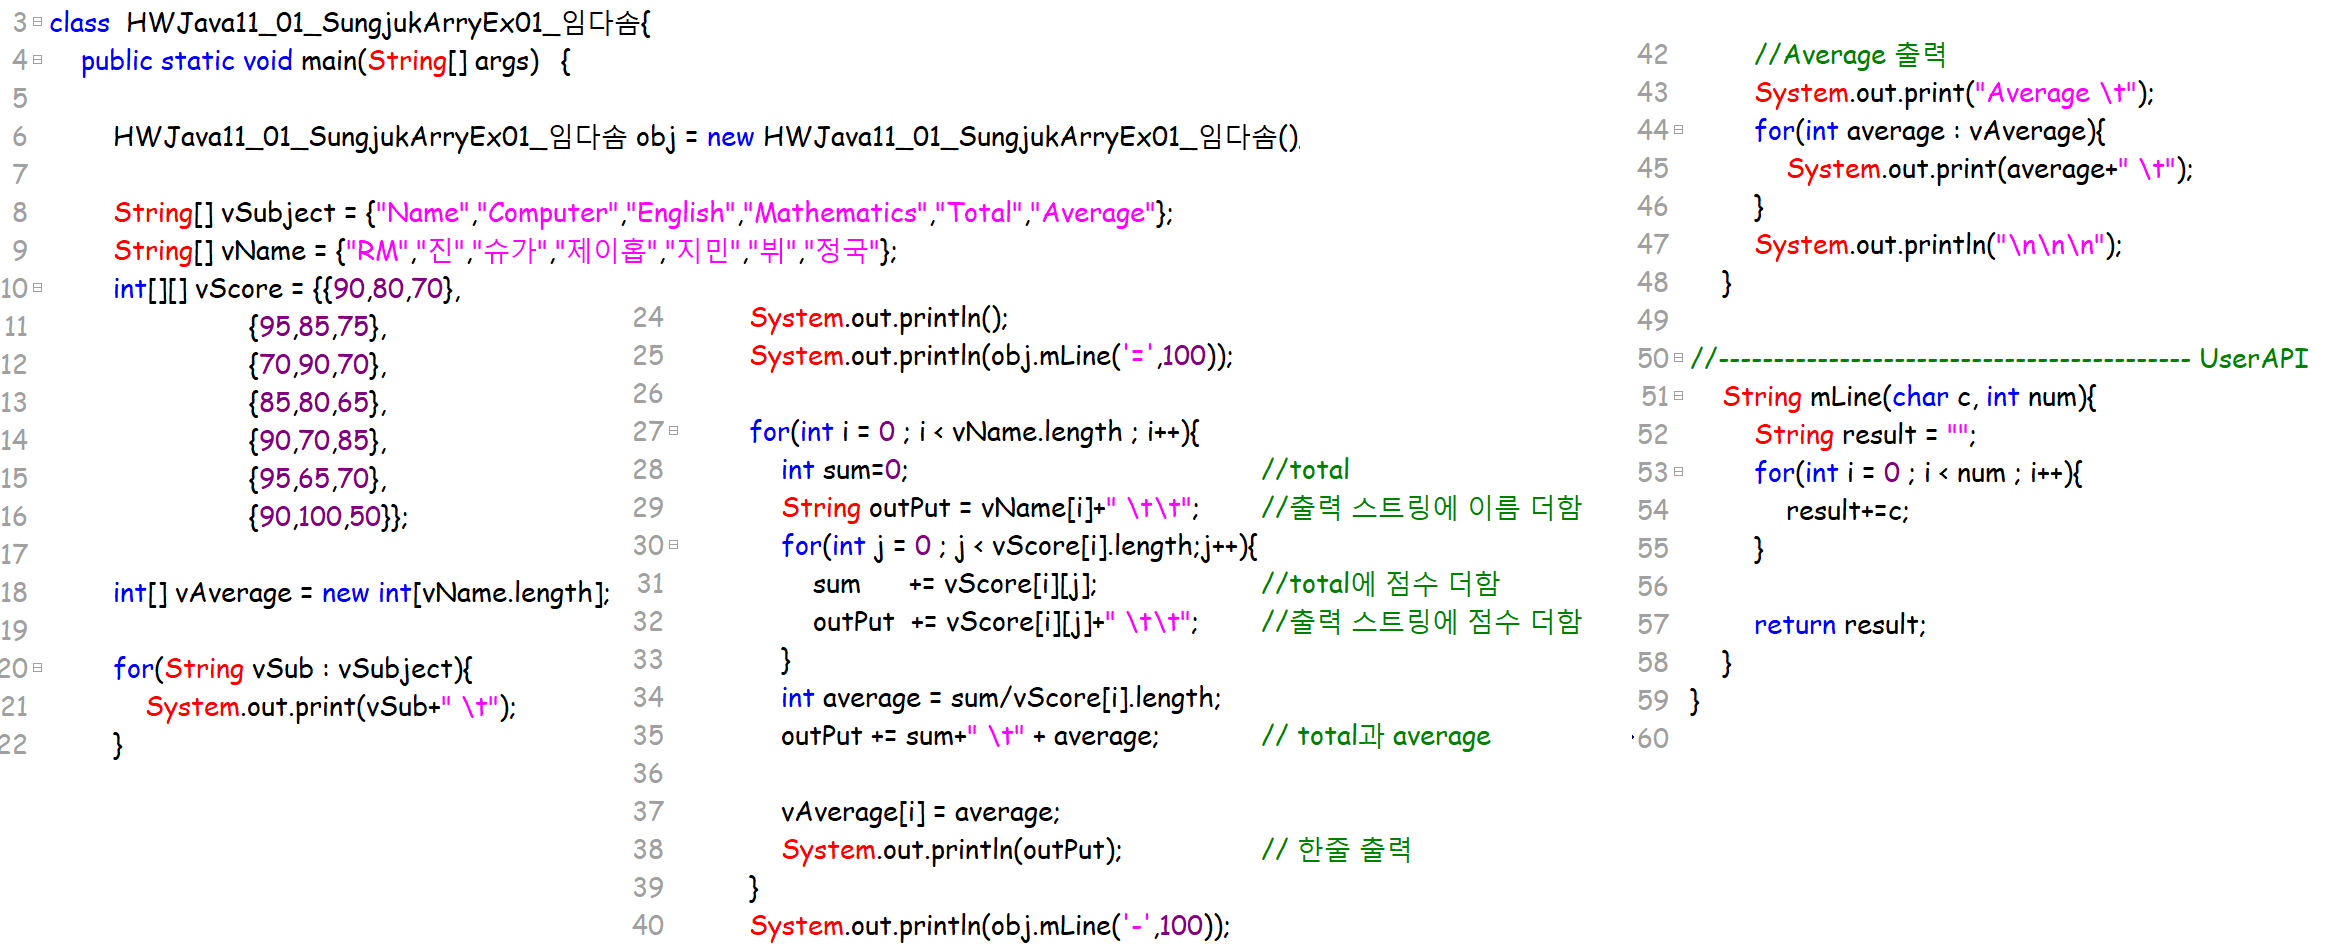 3 class  HWJava11_01_SungjukArryEx01_임다솜{
4     public static void main(String[] args)   {
5
6         HWJava11_01_SungjukArryEx01_임다솜 obj = new HWJava11_01_SungjukArryEx01_임다솜()
7
8         String[] vSubject = {"Name","Computer","English","Mathematics","Total","Average"};
9         String[] vName = {"RM","진","슈가","제이홉","지민","뷔","정국"};
10         int[][] vScore = {{90,80,70},
11                 {95,85,75},
12                 {70,90,70},
13                 {85,80,65},
14                 {90,70,85},
15                 {95,65,70},
16                 {90,100,50}};
17
18         int[] vAverage = new int[vName.length];
19
20         for(String vSub : vSubject){
21             System.out.print(vSub+" \t");
22         }
24         System.out.println();
25         System.out.println(obj.mLine('=',100));
26
27         for(int i = 0 ; i < vName.length ; i++){
28             int sum=0;                    //total
29             String outPut = vName[i]+" \t\t";        //출력 스트링에 이름 더함
30             for(int j = 0 ; j < vScore[i].length;j++){
31                 sum      += vScore[i][j];            //total에 점수 더함
32                 outPut  += vScore[i][j]+" \t\t";        //출력 스트링에 점수 더함
33             }
34             int average = sum/vScore[i].length;
35             outPut += sum+" \t" + average;            // total과 average
36
37             vAverage[i] = average;
38             System.out.println(outPut);                // 한줄 출력
39         }
40         System.out.println(obj.mLine('-',100));
42         //Average 출력
43         System.out.print("Average \t");
44         for(int average : vAverage){
45             System.out.print(average+" \t");
46         }
47         System.out.println("\n\n\n");
48     }
49
50 //------------------------------------------- UserAPI
51     String mLine(char c, int num){
52         String result = "";
53         for(int i = 0 ; i < num ; i++){
54             result+=c;
55         }
56
57         return result;
58     }
59 }
60